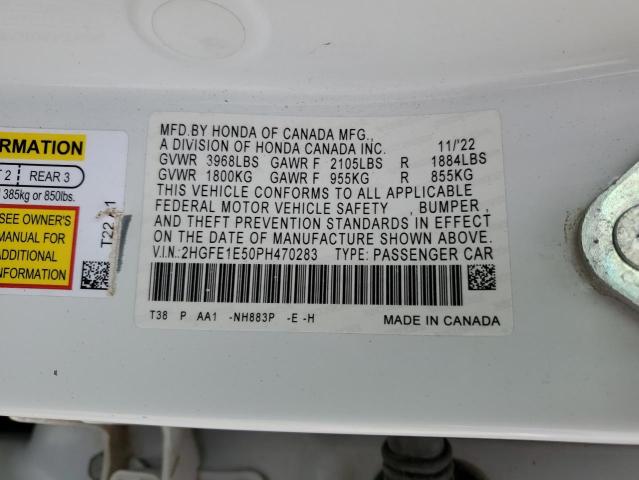 ORMATION
T 2 REAR 3
385kg or 850lbs.
SEE OWNER'S
MANUAL FOR
ADDITIONAL
INFORMATION
MFD.BY HONDA OF CANADA MFG.,
A DIVISION OF HONDA CANADA INC. 11/'22
GVWR 3968LBS GAWR F 2105LBS R 1884LBS
GVWR 1800KG GAWR F 955KG R 855KG
THIS VEHICLE CONFORMS TO ALL APPLICABLE
FEDERAL MOTOR VEHICLE SAFETY , BUMPER ,
AND THEFT PREVENTION STANDARDS IN EFFECT
ON THE DATE OF MANUFACTURE SHOWN ABOVE.
V.I.N.:2HGFE1E50PH470283 TYPE: PASSENGER CAR
T38 P AA1 -NH883P -E -H MADE IN CANADA